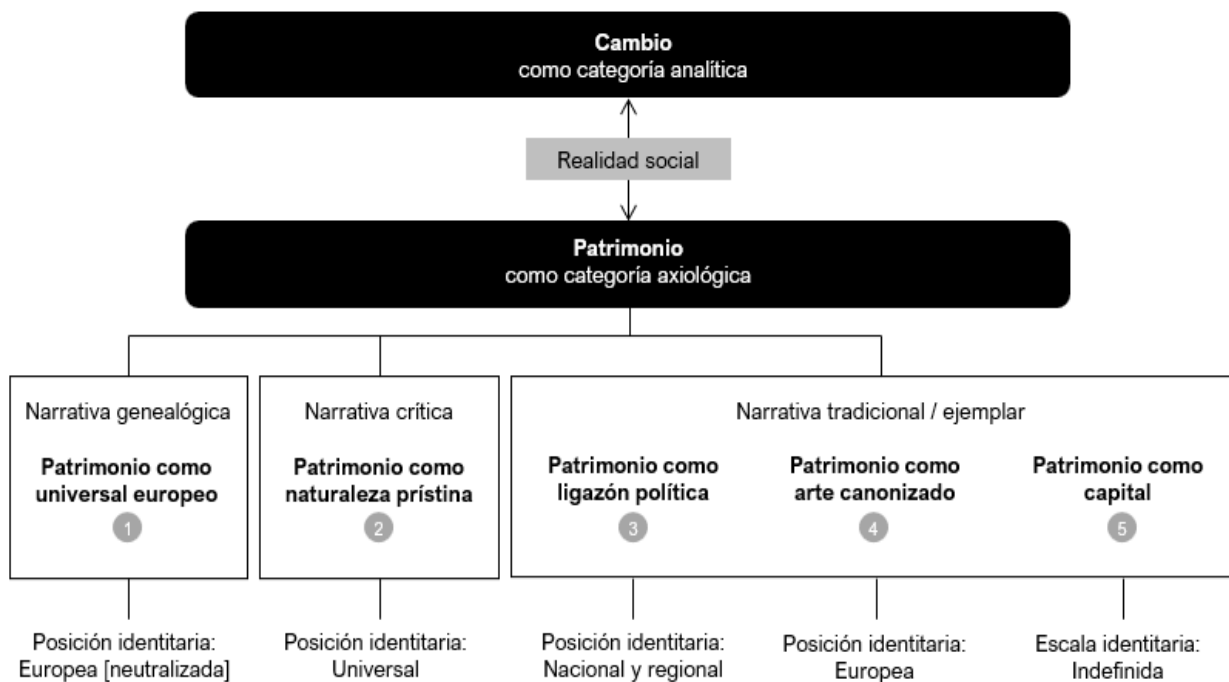 Cambio
como categoría analítica
Realidad social
Patrimonio
como categoría axiológica
Narrativa genealógica
Patrimonio como
universal europeo
1
Posición identitaria:
Europea [neutralizada]
Narrativa crítica
Patrimonio como
naturaleza prístina
2
Posición identitaria:
Universal
Narrativa tradicional / ejemplar
Patrimonio como
ligazón política
3
Posición identitaria:
Nacional y regional
Patrimonio como
arte canonizado
4
Posición identitaria:
Europea
Patrimonio como
capital
5
Escala identitaria:
Indefinida